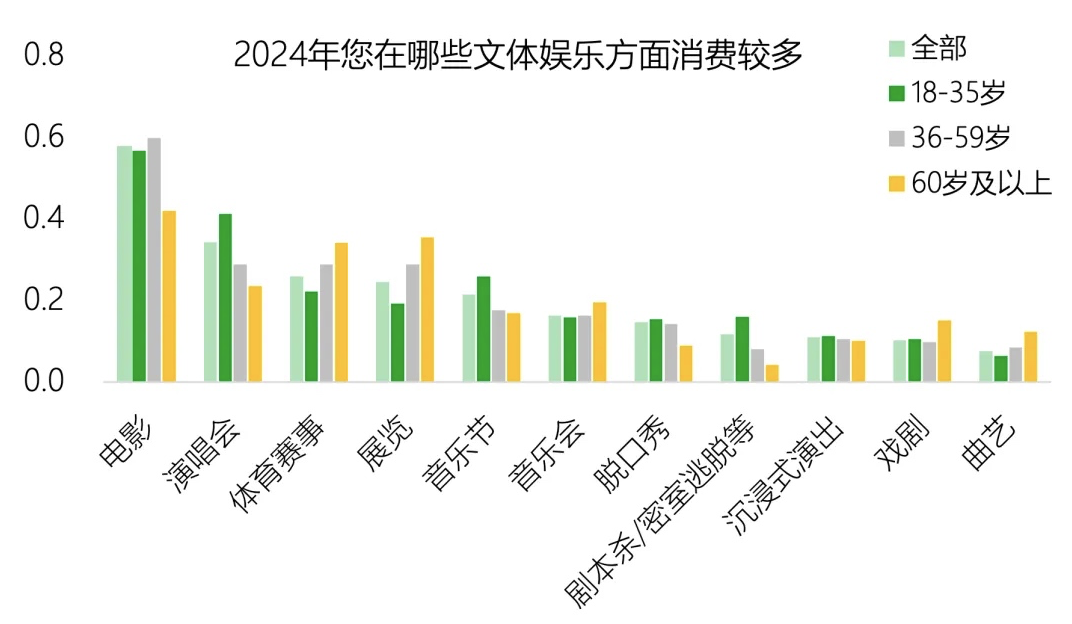 2024年您在哪些文体娱乐方面消费较多
全部
18-35岁
36-59岁
60岁及以上
0.8
0.6
0.4
0.2
0.0
电影
演唱会
体育赛事
展览
音乐节
音乐会
脱口秀
剧本杀/密室逃脱等
沉浸式演出
戏剧
曲艺